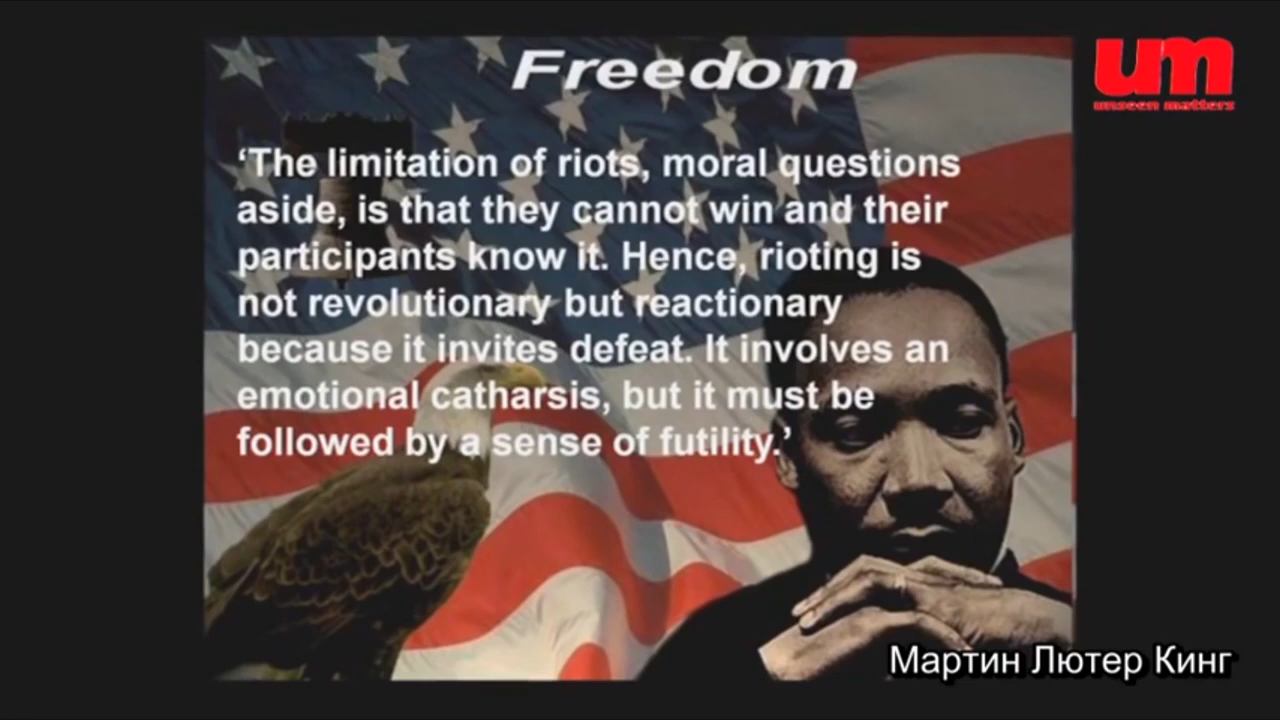 Freedom
um
unseen matters
‘The limitation of riots, moral questions
aside, is that they cannot win and their
participants know it. Hence, rioting is
not revolutionary but reactionary
because it invites defeat. It involves an
emotional catharsis, but it must be
followed by a sense of futility.’
Мартин Лютер Кинг